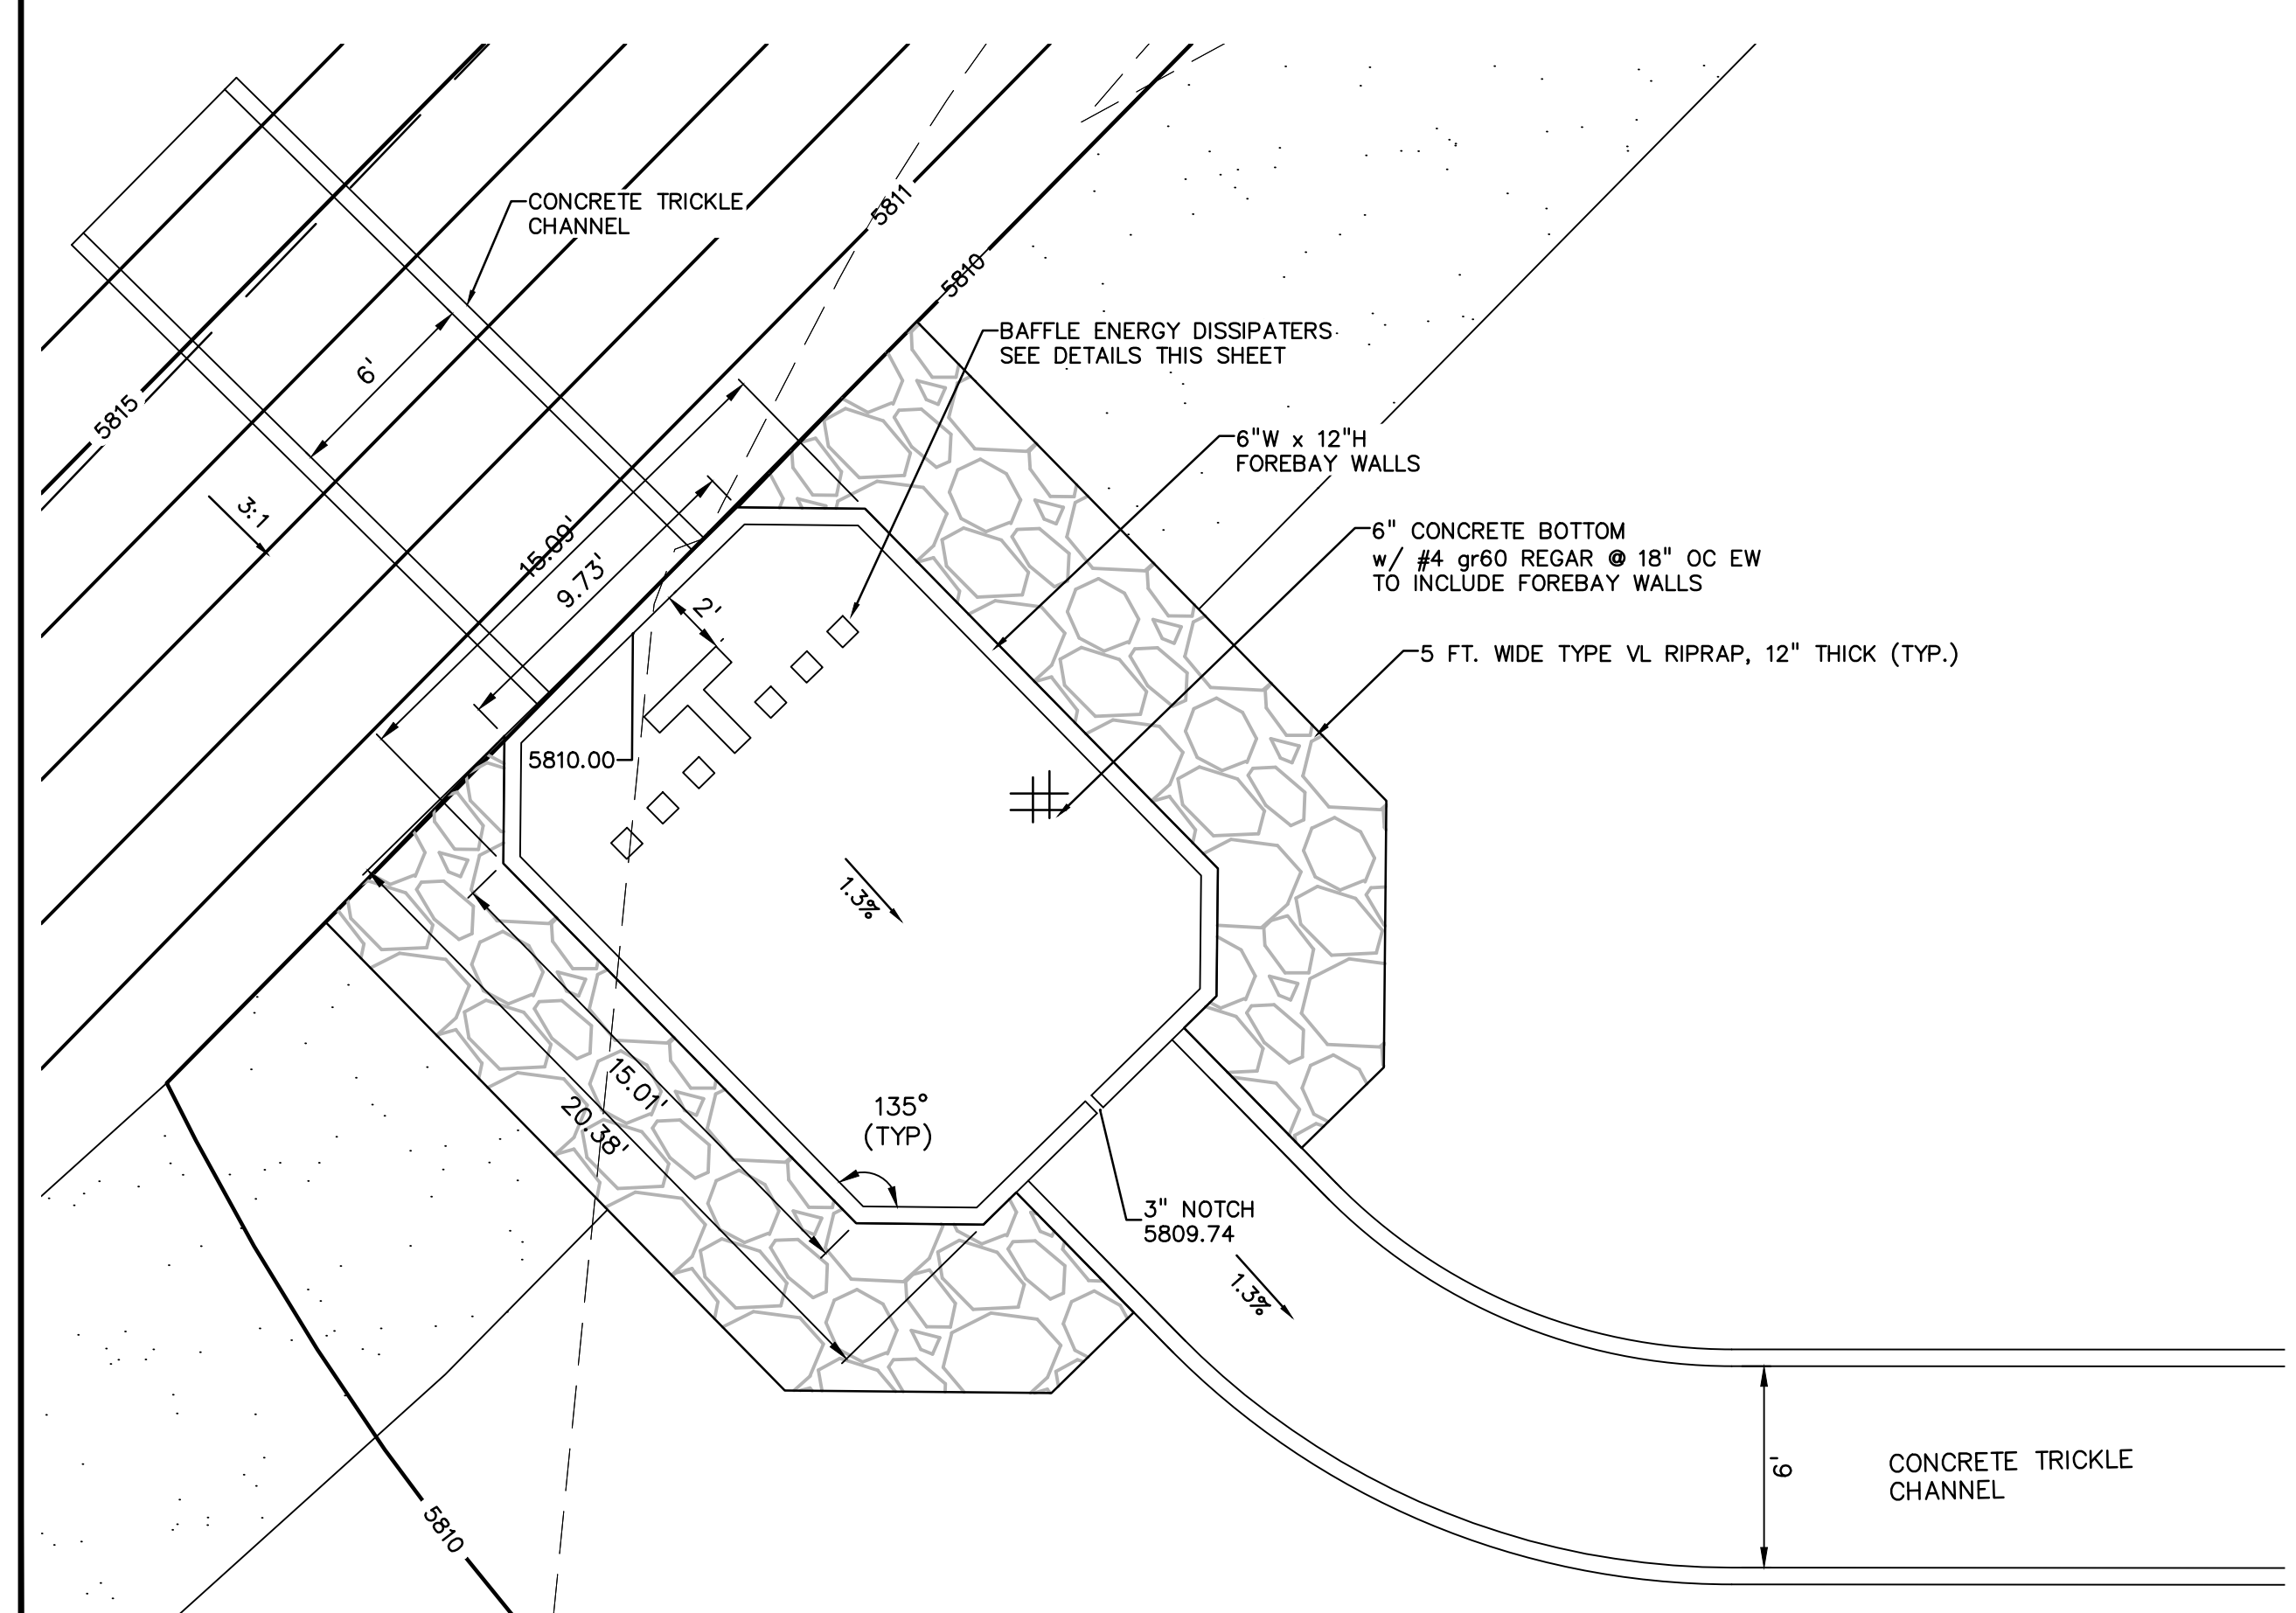 CONCRETE TRICKLE
CHANNEL
5811
5810
BAFFLE ENERGY DISSIPATERS
SEE DETAILS THIS SHEET
6'
5815
6"W x 12"H
FOREBAY WALLS
3:1
15.09'
9.73'
6" CONCRETE BOTTOM
w/ #4 gr60 REGAR @ 18" OC EW
TO INCLUDE FOREBAY WALLS
2'
5 FT. WIDE TYPE VL RIPRAP, 12" THICK (TYP.)
5810.00
1.3%
15.01'
20.38'
135°
(TYP)
3" NOTCH
5809.74
1.3%
6'
CONCRETE TRICKLE
CHANNEL
5810